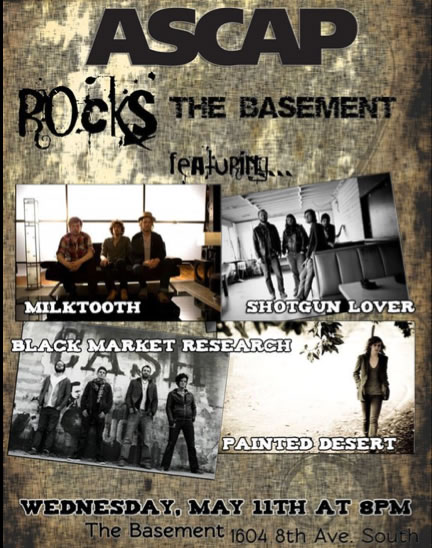 ASCAP
ROCKS THE BASEMENT
featuring...
MILKTOOTH
SHOTGUN LOVER
BLACK MARKET RESEARCH
PAINTED DESERT
WEDNESDAY, MAY 11TH AT 8PM
The Basement 1604 8th Ave. South